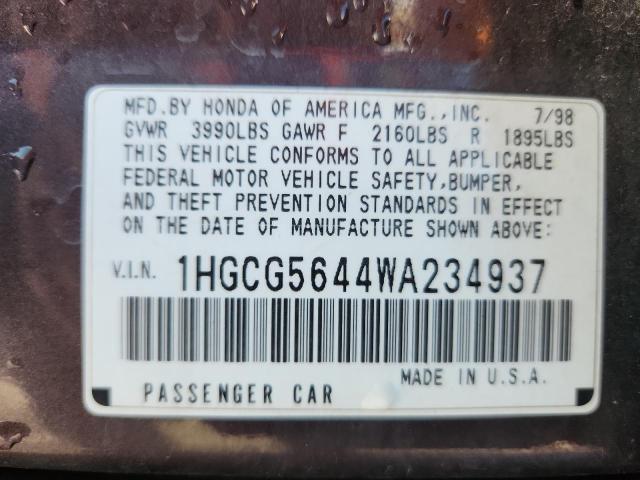 MFD.BY HONDA OF AMERICA MFG.,INC. 7/98
GVWR 3990LBS GAWR F 2160LBS R 1895LBS
THIS VEHICLE CONFORMS TO ALL APPLICABLE
FEDERAL MOTOR VEHICLE SAFETY,BUMPER,
AND THEFT PREVENTION STANDARDS IN EFFECT
ON THE DATE OF MANUFACTURE SHOWN ABOVE:
V.I.N. 1HGCG5644WA234937
MADE IN U.S.A.
PASSENGER CAR